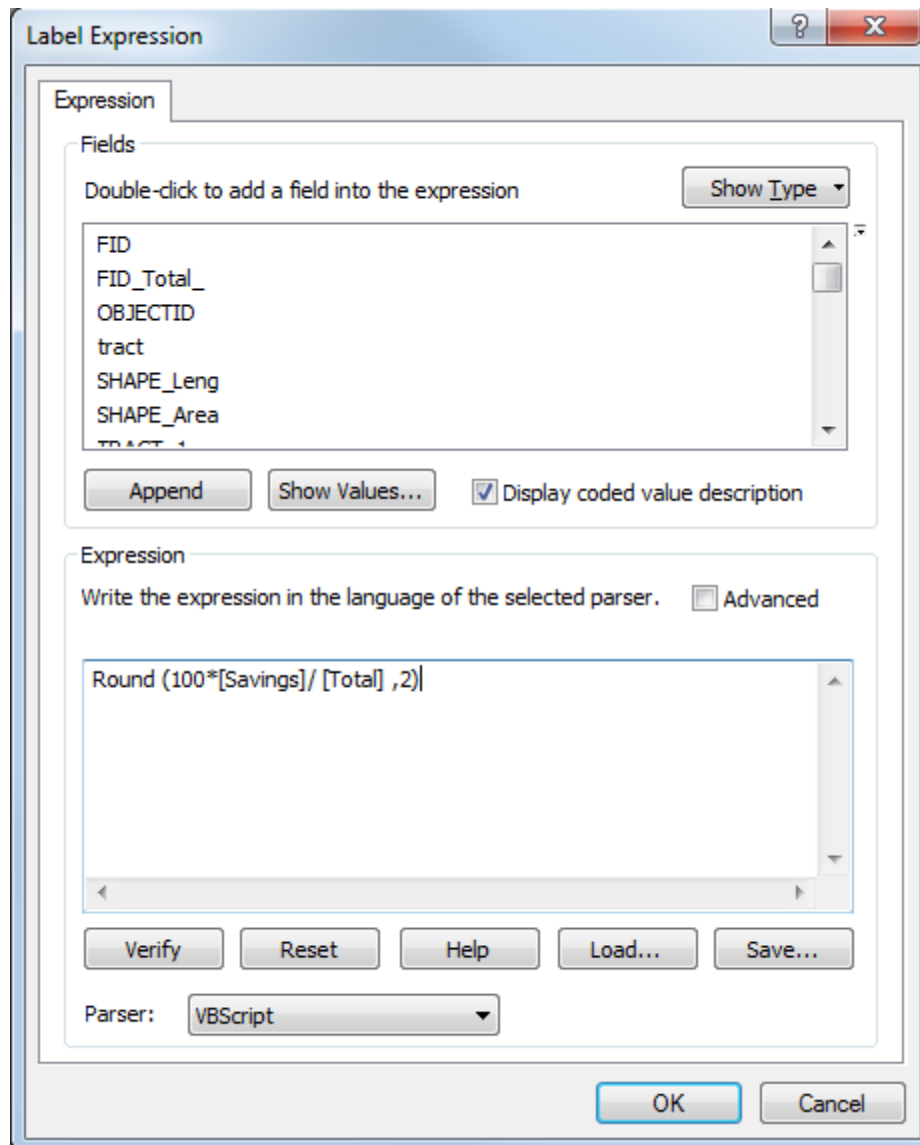 Label Expression
Expression
Fields
Double-click to add a field into the expression
Show Type
FID
FID_Total_
OBJECTID
tract
SHAPE_Leng
SHAPE_Area
Append
Show Values...
Display coded value description
Expression
Write the expression in the language of the selected parser.
Advanced
Round (100*[Savings]/ [Total] ,2)
Verify
Reset
Help
Load...
Save...
Parser:
VBScript
OK
Cancel